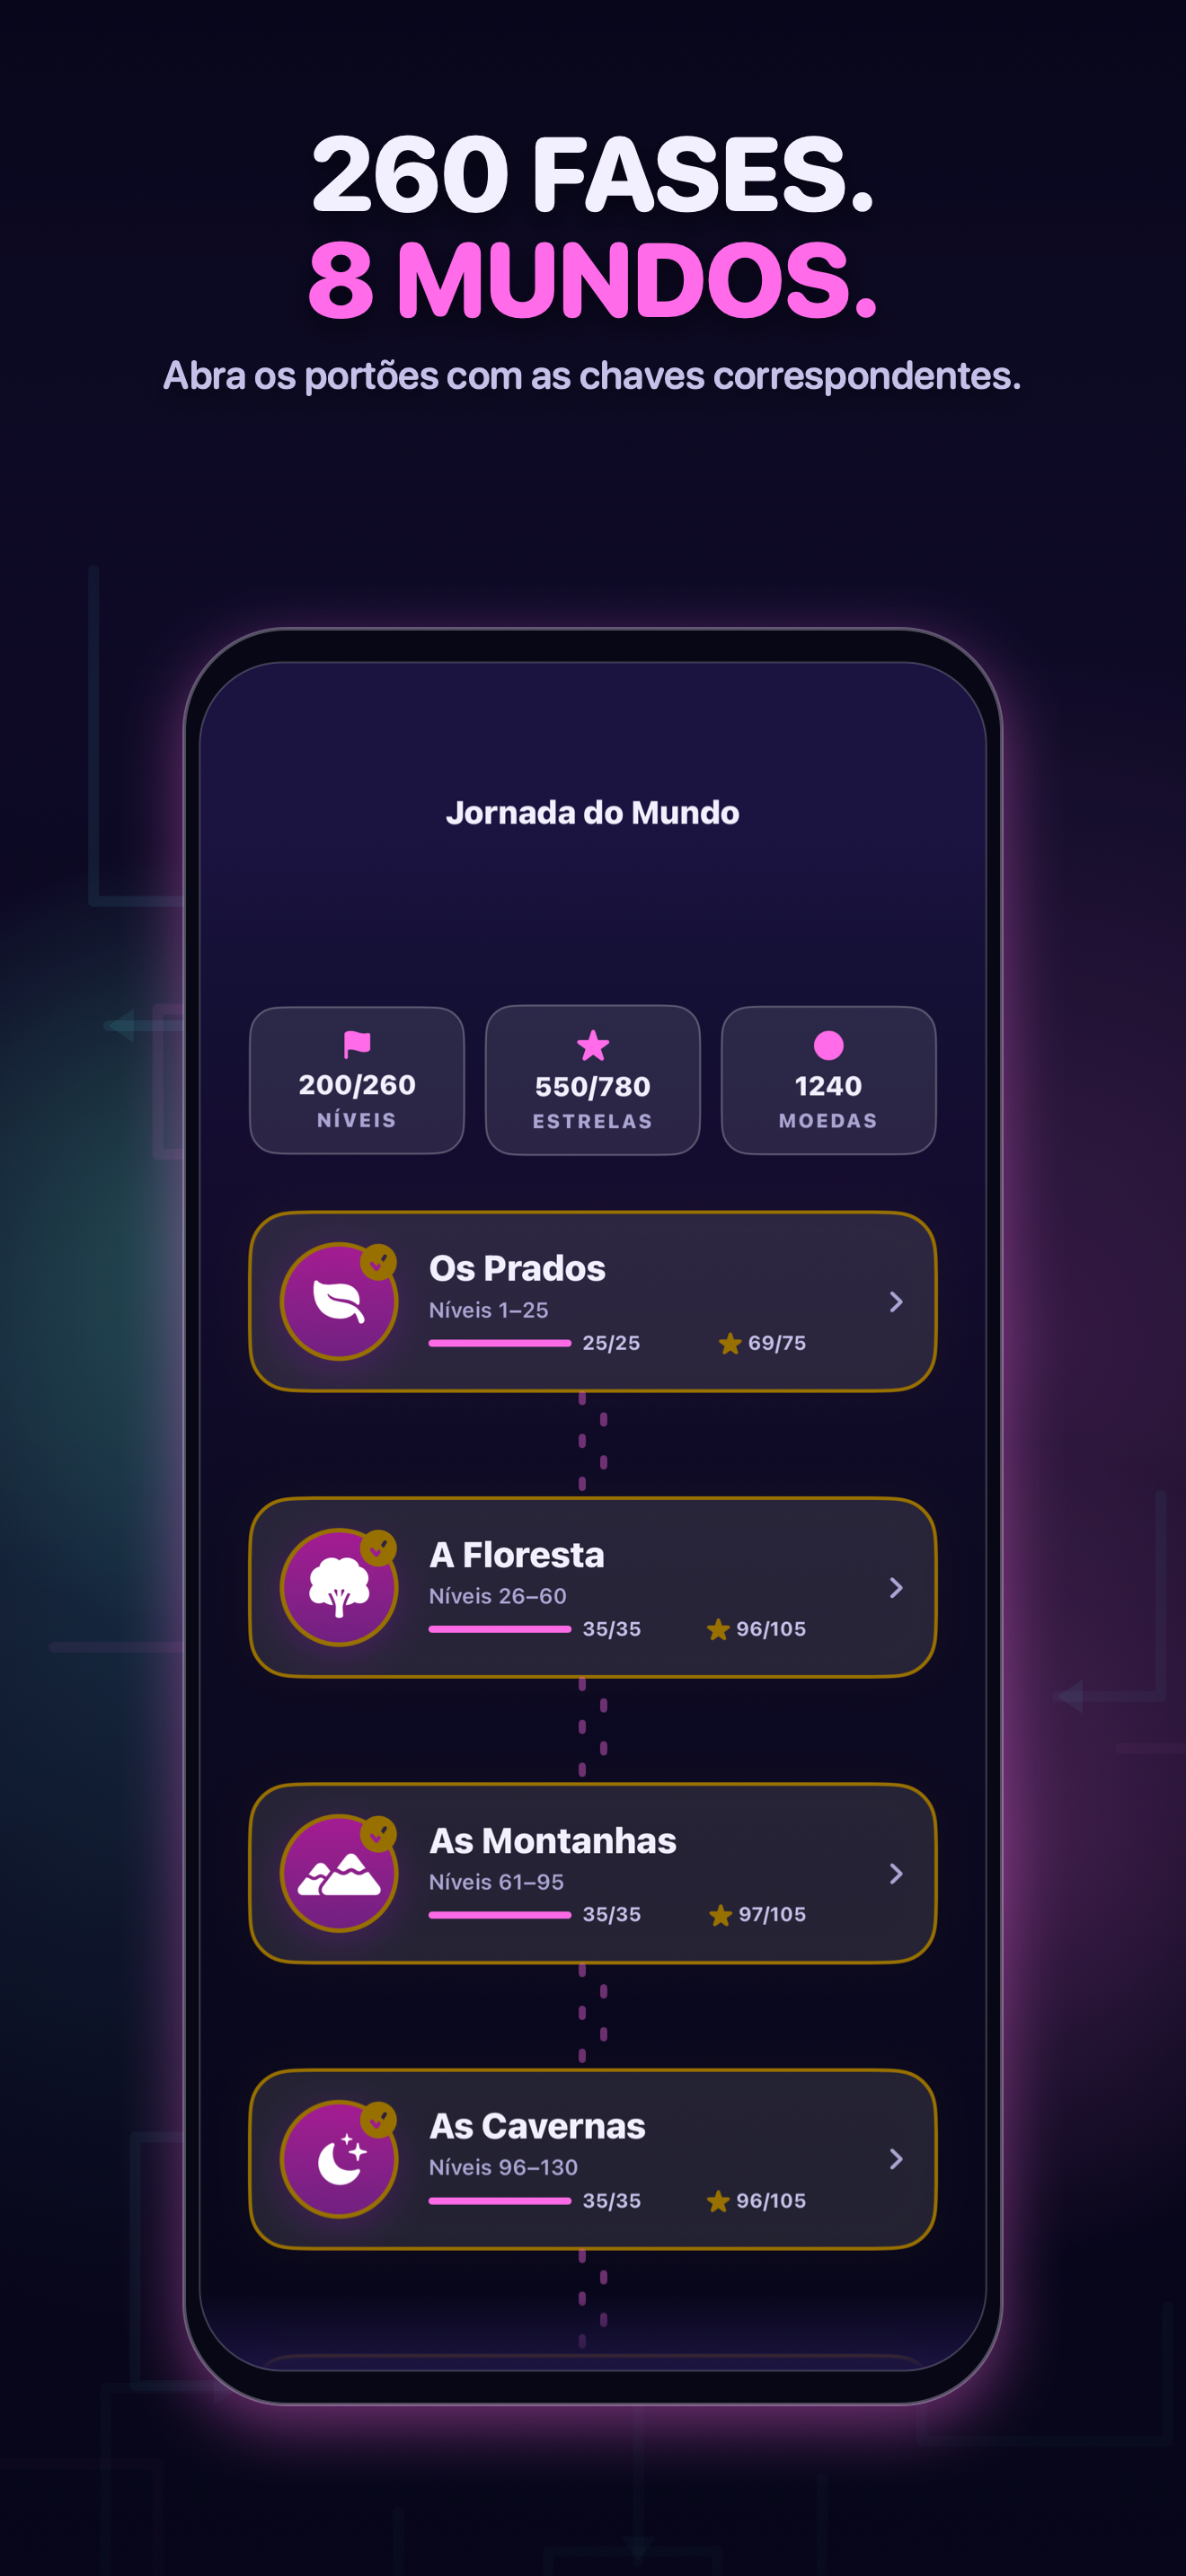 260 FASES.
8 MUNDOS.
Abra os portões com as chaves correspondentes.
Jornada do Mundo
200/260
NÍVEIS
550/780
ESTRELAS
1240
MOEDAS
Os Prados
Níveis 1–25
25/25
69/75
A Floresta
Níveis 26–60
35/35
96/105
As Montanhas
Níveis 61–95
35/35
97/105
As Cavernas
Níveis 96–130
35/35
96/105